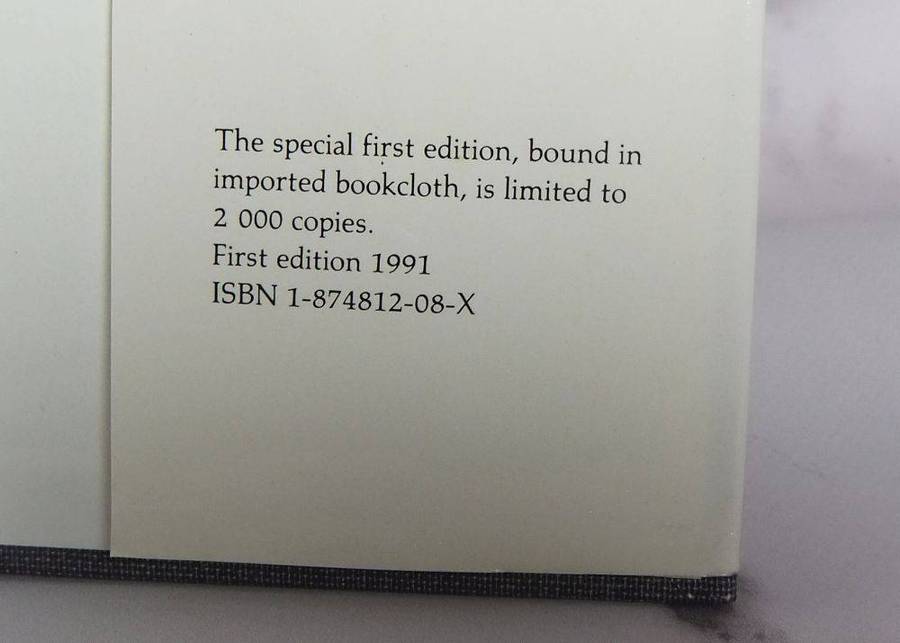 The special first edition, bound in
imported bookcloth, is limited to
2 000 copies.
First edition 1991
ISBN 1-874812-08-X